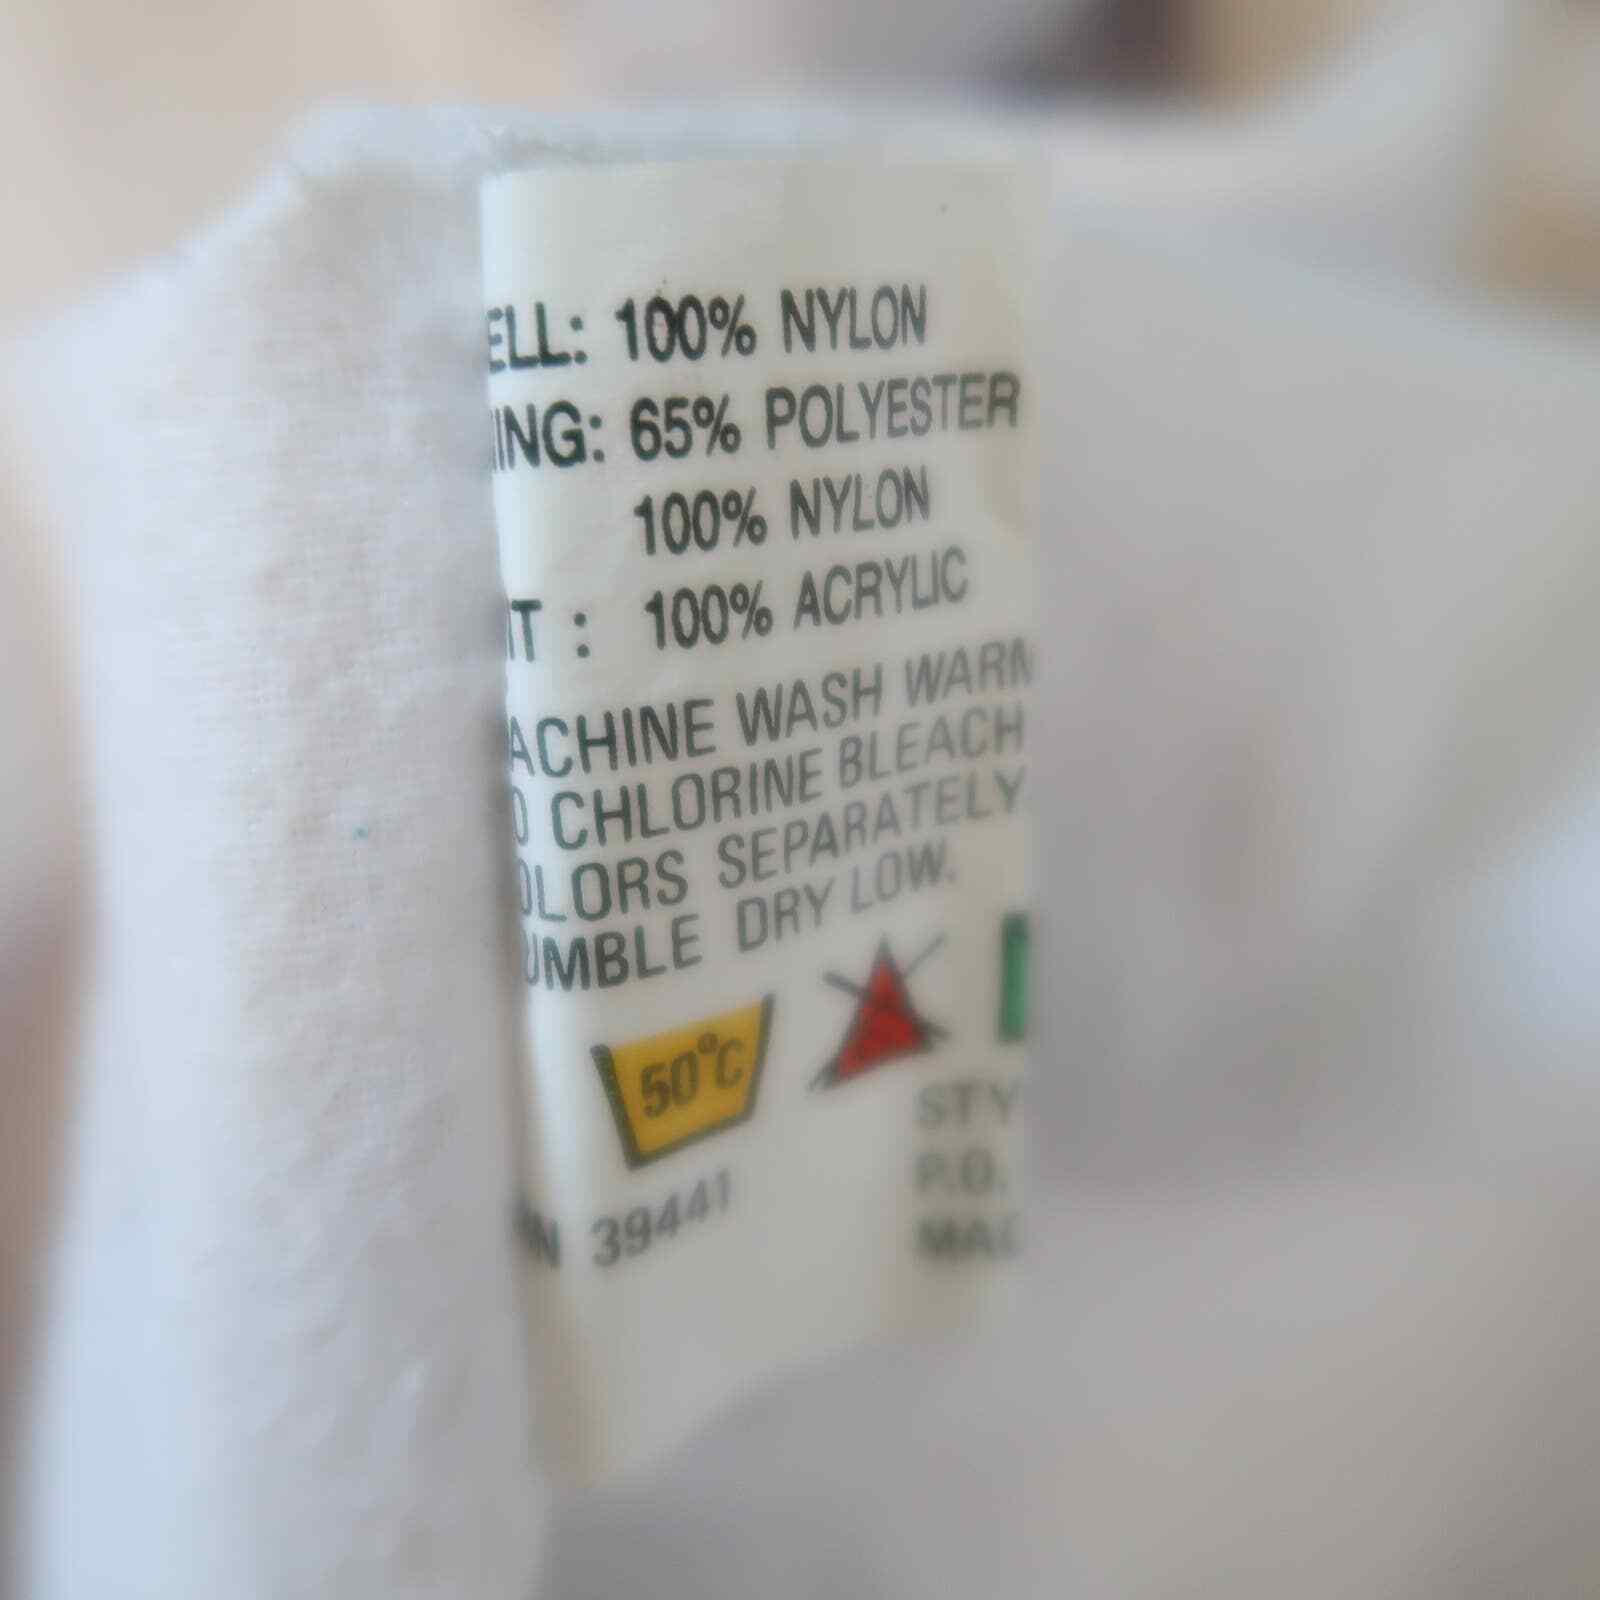 ELL: 100% NYLON
ING: 65% POLYESTER
100% NYLON
IT : 100% ACRYLIC
ACHINE WASH WARM
O CHLORINE BLEACH
OLORS SEPARATELY
UMBLE DRY LOW.
50°C
N 39441
STY
P.O.
MA